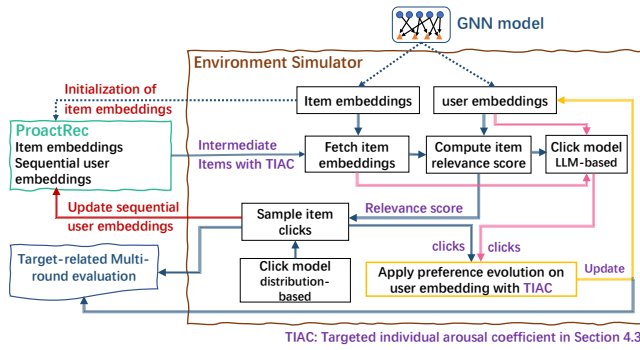 GNN model
Environment Simulator
Initialization of
item embeddings
Item embeddings
user embeddings
ProactRec
Item embeddings
Sequential user
embeddings
Intermediate
Items with TIAC
Fetch item
embeddings
Compute item
relevance score
Click model
LLM-based
Update sequential
user embeddings
Sample item
clicks
Relevance score
Target-related Multi-
round evaluation
Click model
distribution-based
clicks
clicks
Apply preference evolution on
user embedding with TIAC
Update
TIAC: Targeted individual arousal coefficient in Section 4.3